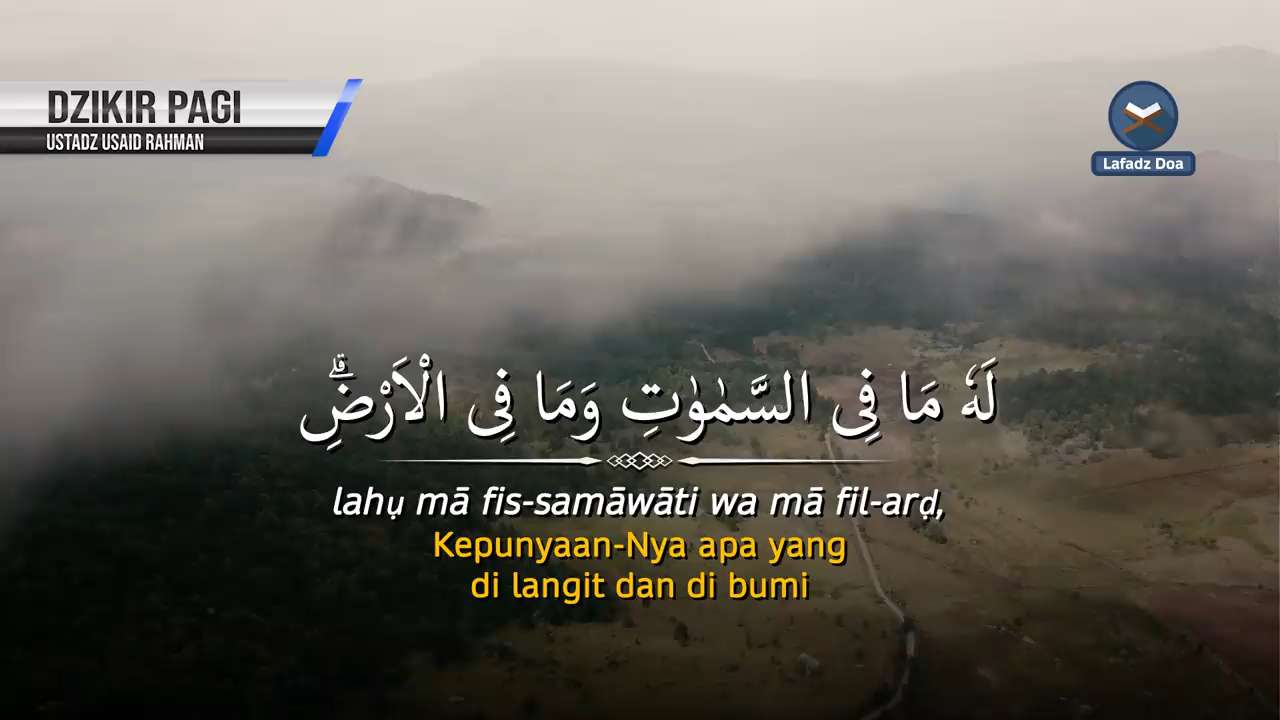 DZIKIR PAGI
USTADZ USAID RAHMAN
Lafadz Doa
لَهٗ مَا فِى السَّمٰوٰتِ وَمَا فِى الْاَرْضِۗ
lahụ mā fis-samāwāti wa mā fil-arḍ,
Kepunyaan-Nya apa yang
di langit dan di bumi